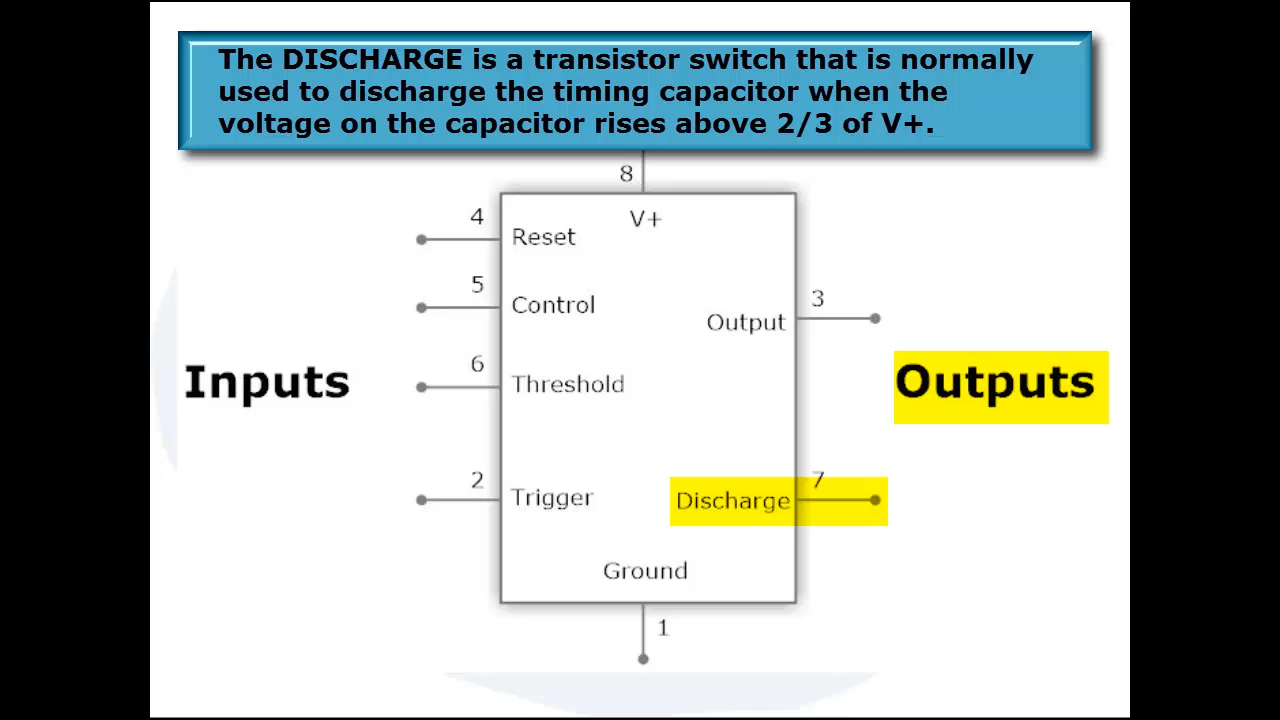 The DISCHARGE is a transistor switch that is normally
used to discharge the timing capacitor when the
voltage on the capacitor rises above 2/3 of V+.
8
V+
4
Reset
5
Control
3
Output
6
Threshold
Inputs
Outputs
2
Trigger
7
Discharge
Ground
1